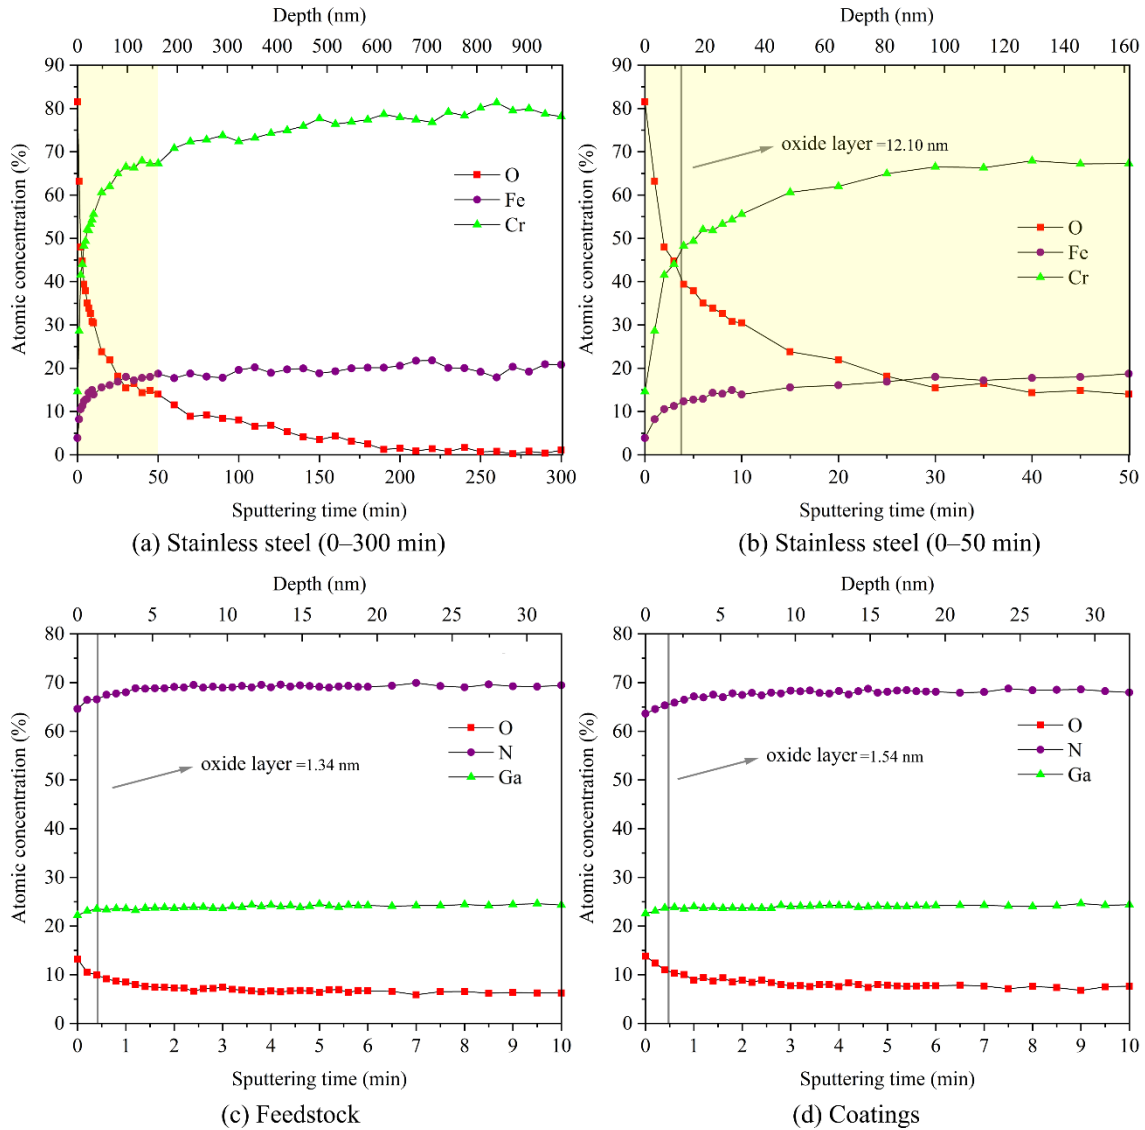 Depth (nm)
0 100 200 300 400 500 600 700 800 900
90
80
70
60
50
40
30
20
10
0
Atomic concentration (%)
O
Fe
Cr
0 50 100 150 200 250 300
Sputtering time (min)
(a) Stainless steel (0–300 min)
Depth (nm)
0 20 40 60 80 100 120 140 160
90
80
70
60
50
40
30
20
10
0
Atomic concentration (%)
oxide layer =12.10 nm
O
Fe
Cr
0 10 20 30 40 50
Sputtering time (min)
(b) Stainless steel (0–50 min)
Depth (nm)
0 5 10 15 20 25 30
80
70
60
50
40
30
20
10
0
Atomic concentration (%)
O
N
Ga
oxide layer =1.34 nm
0 1 2 3 4 5 6 7 8 9 10
Sputtering time (min)
(c) Feedstock
Depth (nm)
0 5 10 15 20 25 30
80
70
60
50
40
30
20
10
0
Atomic concentration (%)
O
N
Ga
oxide layer =1.54 nm
0 1 2 3 4 5 6 7 8 9 10
Sputtering time (min)
(d) Coatings